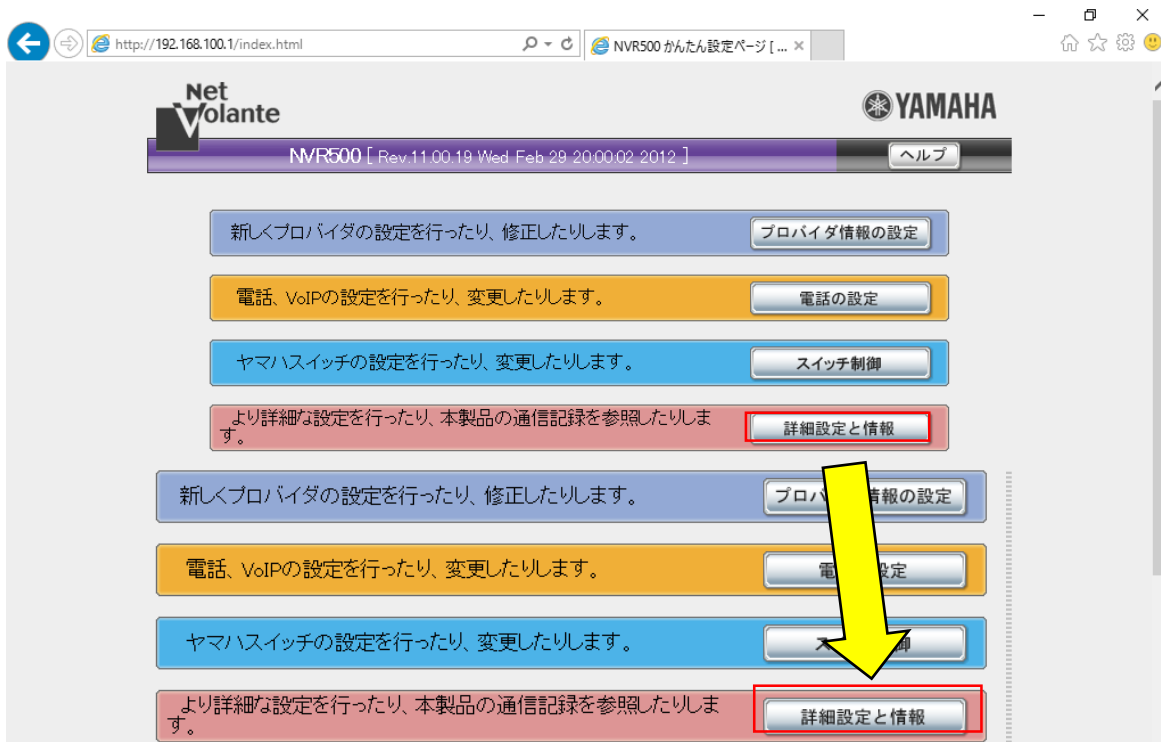 http://192.168.100.1/index.html
NVR500 かんたん設定ページ [ ...
Net
Volante
YAMAHA
NVR500 [ Rev.11.00.19 Wed Feb 29 20:00:02 2012 ]
ヘルプ
新しくプロバイダの設定を行ったり、修正したりします。
プロバイダ情報の設定
電話、VoIPの設定を行ったり、変更したりします。
電話の設定
ヤマハスイッチの設定を行ったり、変更したりします。
スイッチ制御
より詳細な設定を行ったり、本製品の通信記録を参照したりしま
す。
詳細設定と情報
新しくプロバイダの設定を行ったり、修正したりします。
プロバ 情報の設定
電話、VoIPの設定を行ったり、変更したりします。
電 設定
ヤマハスイッチの設定を行ったり、変更したりします。
ス 御
より詳細な設定を行ったり、本製品の通信記録を参照したりしま
す。
詳細設定と情報